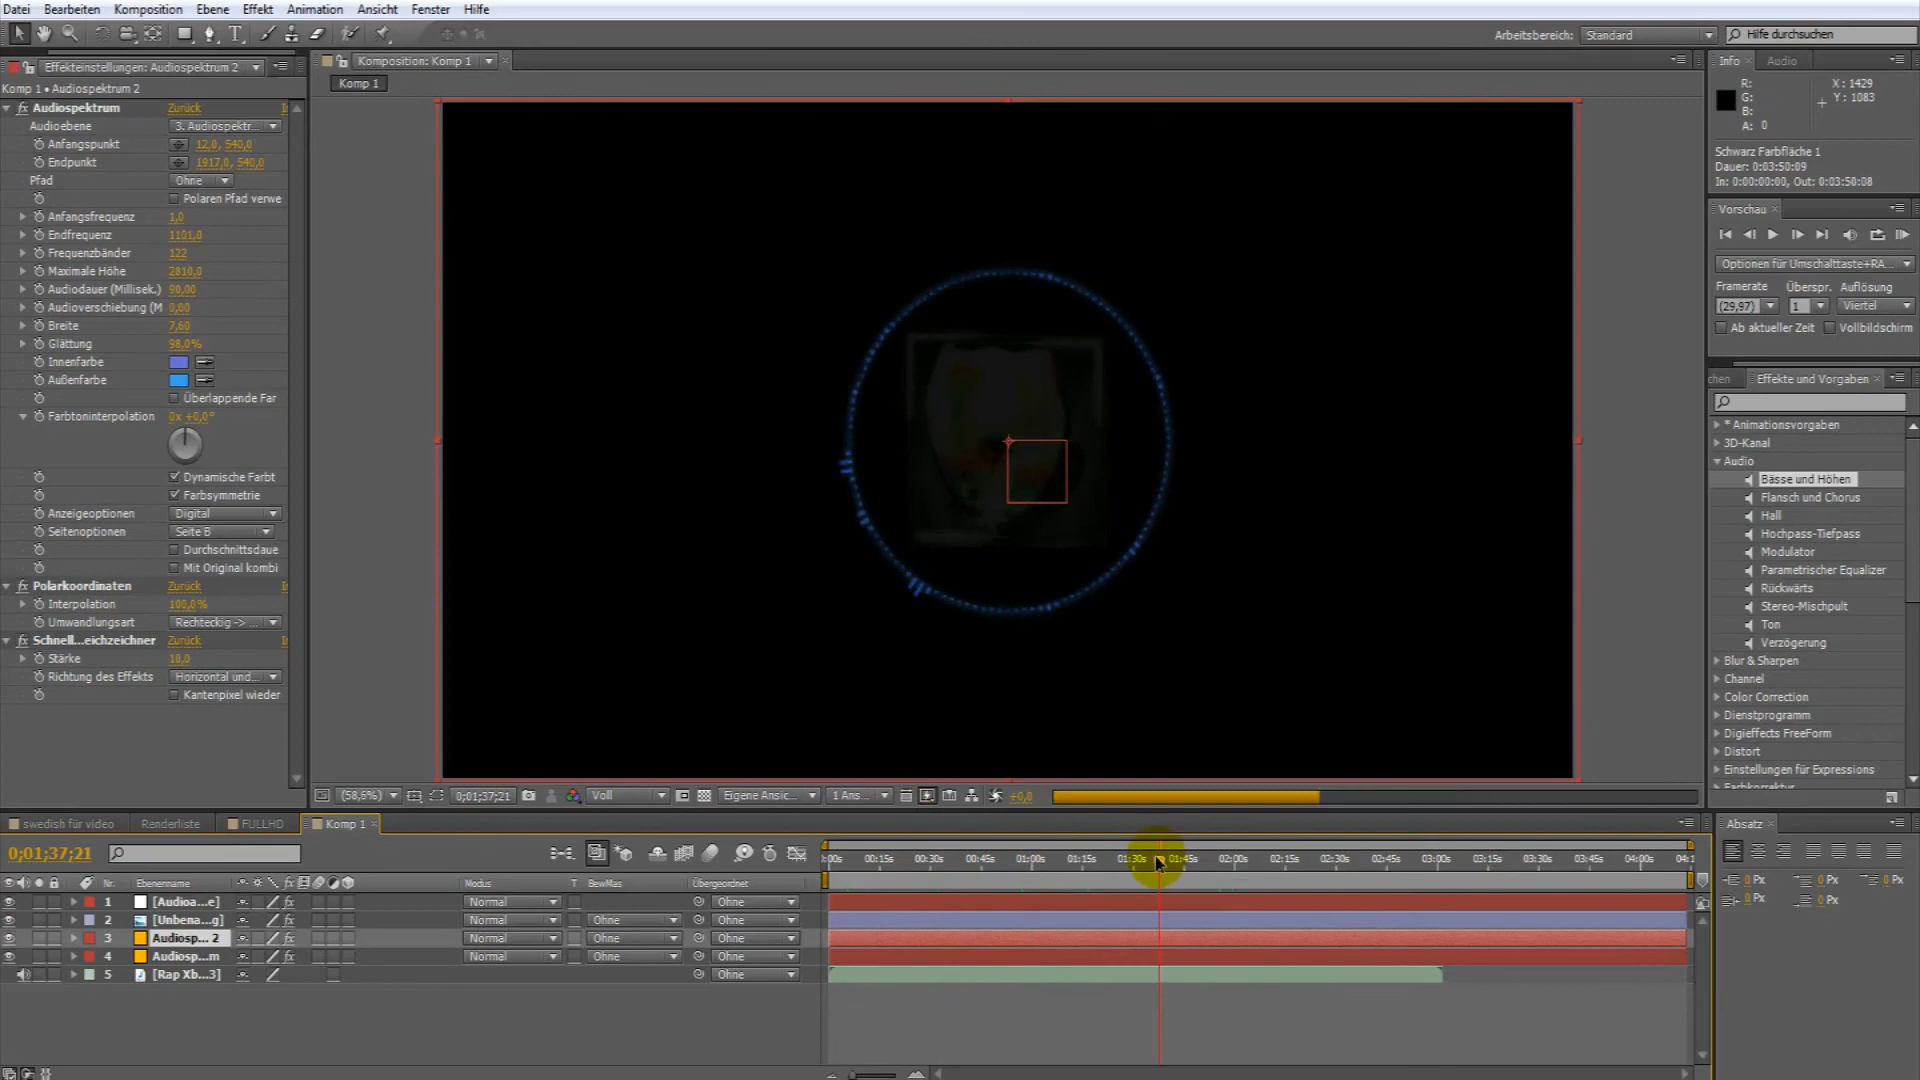 Datei Bearbeiten Komposition Ebene Effekt Animation Ansicht Fenster Hilfe
Arbeitsbereich: Standard Hilfe durchsuchen
Effekteinstellungen: Audiospektrum 2
Komp 1 • Audiospektrum 2
Audiospektrum Zurück
Audioebene 3. Audiospektr...
Anfangspunkt 12,0, 540,0
Endpunkt 1917,0, 540,0
Pfad Ohne
Polaren Pfad verwe
Anfangsfrequenz 1,0
Endfrequenz 1101,0
Frequenzbänder 122
Maximale Höhe 2810,0
Audiodauer (Millisek.) 90,00
Audioverschiebung (M 0,00
Breite 7,60
Glättung 98,0%
Innenfarbe
Außenfarbe
Überlappende Far
Farbtoninterpolation 0x +0,0°
Dynamische Farbt
Farbsymmetrie
Anzeigeoptionen Digital
Seitenoptionen Seite B
Durchschnittsdaue
Mit Original kombi
Polarkoordinaten Zurück
Interpolation 100,0%
Umwandlungsart Rechteckig -> ...
Schnell...eichzeichner Zurück
Stärke 10,0
Richtung des Effekts Horizontal und...
Kantenpixel wieder
Komposition: Komp 1
Komp 1
(58,6%) 0;01;37;21 Voll Eigene Ansic... 1 Ans... +0,0
Info Audio
R: X : 1429
G: Y : 1083
B:
A: 0
Schwarz Farbfläche 1
Dauer: 0:03:50:09
In: 0:00:00:00, Out: 0:03:50:08
Vorschau
Optionen für Umschalttaste+RA...
Framerate Überspr. Auflösung
(29,97) 1 Viertel
Ab aktueller Zeit Vollbildschirm
chen Effekte und Vorgaben
* Animationsvorgaben
3D-Kanal
Audio
Bässe und Höhen
Flansch und Chorus
Hall
Hochpass-Tiefpass
Modulator
Parametrischer Equalizer
Rückwärts
Stereo-Mischpult
Ton
Verzögerung
Blur & Sharpen
Channel
Color Correction
Dienstprogramm
Digieffects FreeForm
Distort
Einstellungen für Expressions
Farbkorrektur
swedish für video Renderliste FULLHD Komp 1
0;01;37;21
:00s 00:15s 00:30s 00:45s 01:00s 01:15s 01:30s 01:45s 02:00s 02:15s 02:30s 02:45s 03:00s 03:15s 03:30s 03:45s 04:00s 04:1
Nr. Ebenenname Modus T BewMas Übergeordnet
1 [Audioa...e] Normal Ohne
2 [Unbena...g] Normal Ohne Ohne
3 Audiosp... 2 Normal Ohne Ohne
4 Audiosp...m Normal Ohne Ohne
5 [Rap Xb...3] Ohne
Absatz
0 Px 0 Px 0 Px
0 Px 0 Px